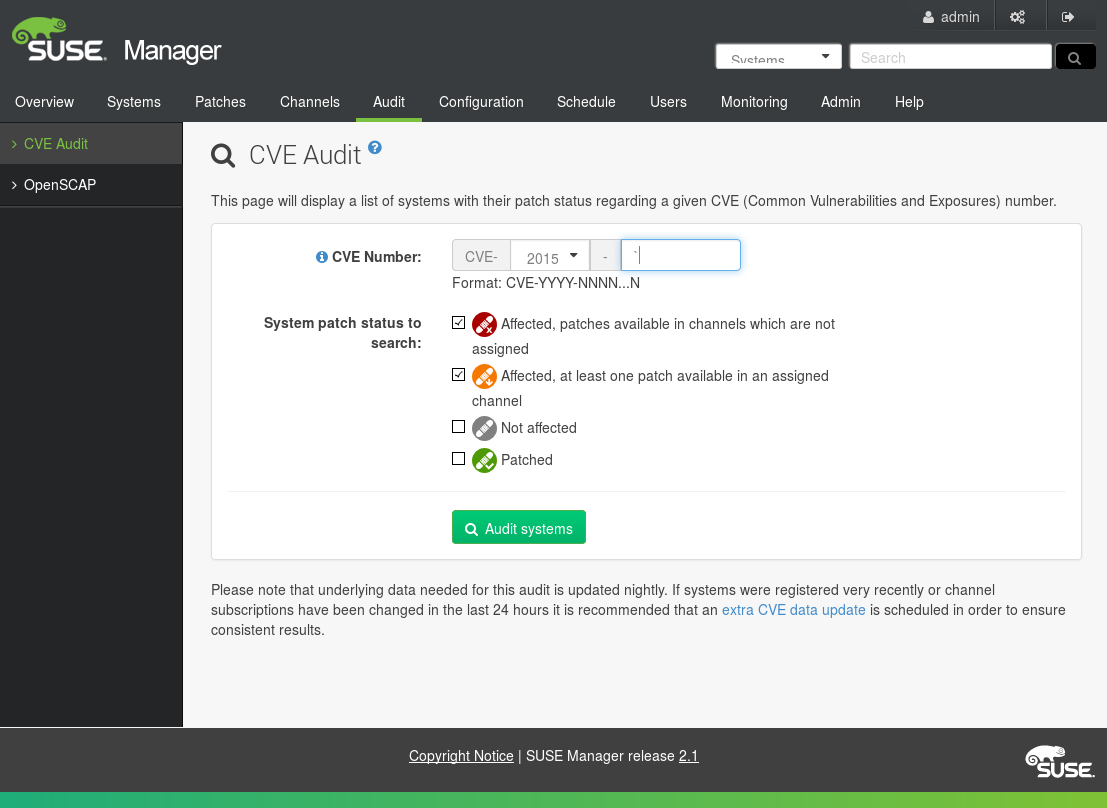 admin
SUSE Manager
Systems Search
Overview Systems Patches Channels Audit Configuration Schedule Users Monitoring Admin Help
CVE Audit
OpenSCAP
CVE Audit
This page will display a list of systems with their patch status regarding a given CVE (Common Vulnerabilities and Exposures) number.
CVE Number: CVE- 2015 - `
Format: CVE-YYYY-NNNN...N
System patch status to
search:
Affected, patches available in channels which are not
assigned
Affected, at least one patch available in an assigned
channel
Not affected
Patched
Audit systems
Please note that underlying data needed for this audit is updated nightly. If systems were registered very recently or channel
subscriptions have been changed in the last 24 hours it is recommended that an extra CVE data update is scheduled in order to ensure
consistent results.
Copyright Notice | SUSE Manager release 2.1
SUSE